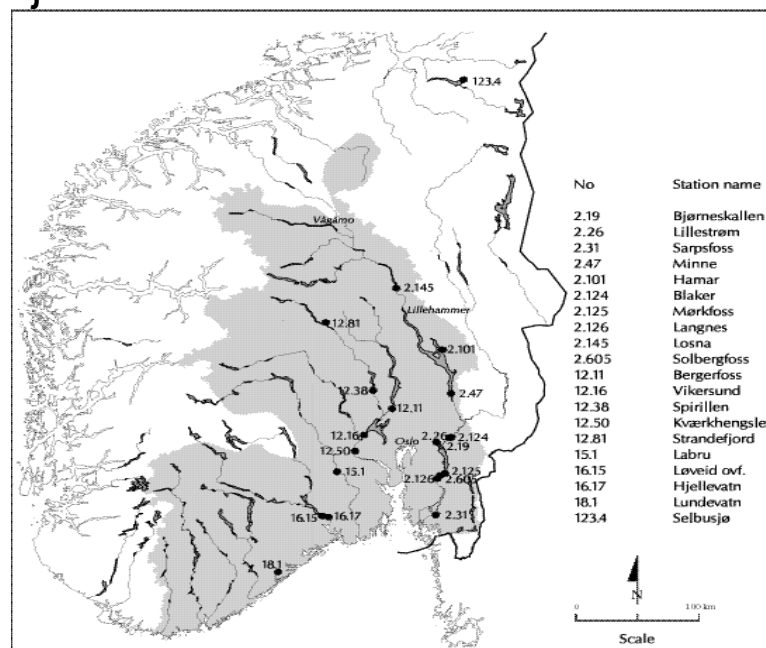 123.4
Vågåmo
2.145
Lillehammer
12.81
2.101
12.38
2.47
12.11
12.16
Oslo
2.26
2.124
2.19
12.50
15.1
2.125
2.126
2.605
16.15
16.17
2.31
18.1
No Station name
2.19 Bjørneskallen
2.26 Lillestrøm
2.31 Sarpsfoss
2.47 Minne
2.101 Hamar
2.124 Blaker
2.125 Mørkfoss
2.126 Langnes
2.145 Losna
2.605 Solbergfoss
12.11 Bergerfoss
12.16 Vikersund
12.38 Spirillen
12.50 Kværkhengsle
12.81 Strandefjord
15.1 Labru
16.15 Løveid ovf.
16.17 Hjellevatn
18.1 Lundevatn
123.4 Selbusjø
N
0 100 km
Scale